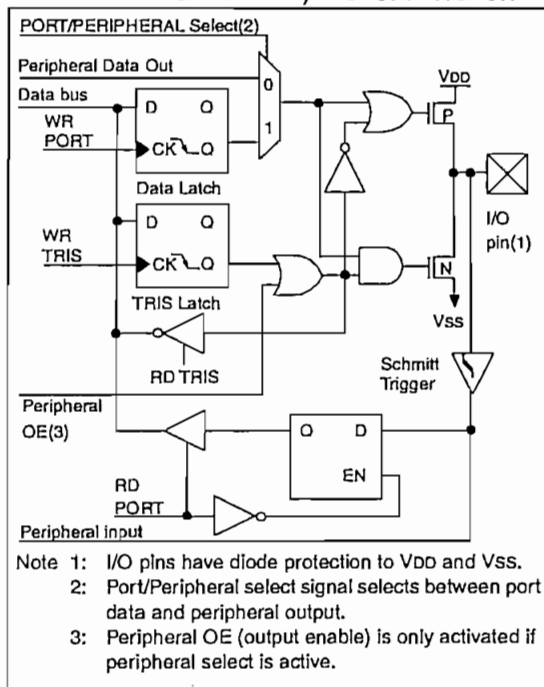 PORT/PERIPHERAL Select(2)
Peripheral Data Out
Data bus
WR
PORT
D Q
CK Q
Data Latch
0
1
VDD
P
I/O
pin(1)
WR
TRIS
D Q
CK Q
TRIS Latch
N
VSS
RD TRIS
Schmitt
Trigger
Peripheral
OE(3)
Q D
EN
RD
PORT
Peripheral input
Note 1: I/O pins have diode protection to VDD and VSS.
2: Port/Peripheral select signal selects between port
data and peripheral output.
3: Peripheral OE (output enable) is only activated if
peripheral select is active.